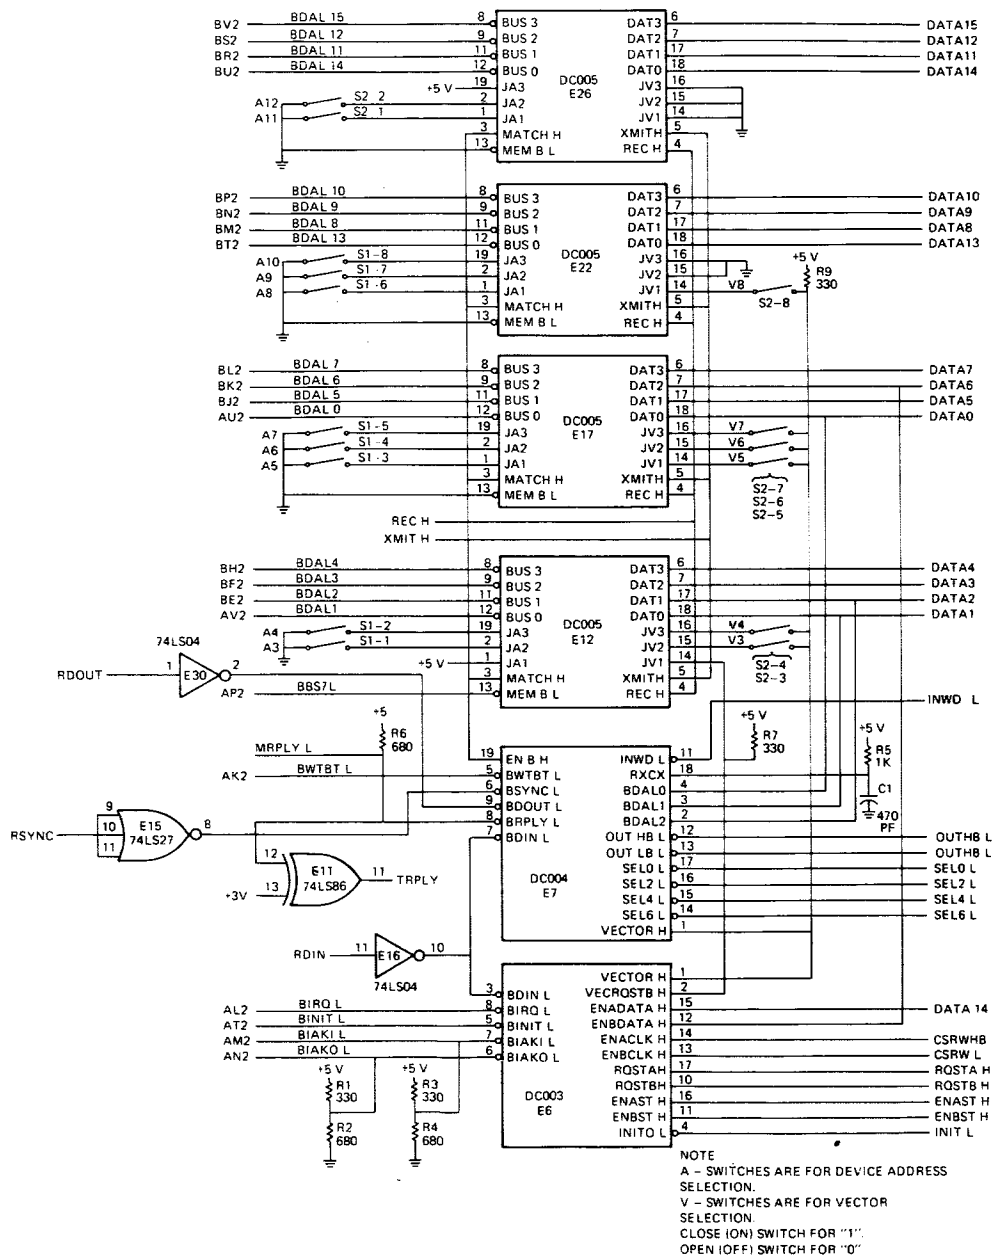 BV2 BDAL 15 8 BUS 3 DAT3 6 DATA15
BS2 BDAL 12 9 BUS 2 DAT2 7 DATA12
BR2 BDAL 11 11 BUS 1 DAT1 17 DATA11
BU2 BDAL 14 12 BUS 0 DAT0 18 DATA14
+5 V 19 JA3 DC005 JV3 16
A12 S2 2 2 JA2 E26 JV2 15
A11 S2 1 1 JA1 JV1 14
3 MATCH H XMITH 5
13 MEM B L REC H 4
BP2 BDAL 10 8 BUS 3 DAT3 6 DATA10
BN2 BDAL 9 9 BUS 2 DAT2 7 DATA9
BM2 BDAL 8 11 BUS 1 DAT1 17 DATA8
BT2 BDAL 13 12 BUS 0 DAT0 18 DATA13
A10 S1-8 19 JA3 DC005 JV3 16 +5 V
A9 S1-7 2 JA2 E22 JV2 15 R9
A8 S1-6 1 JA1 JV1 14 V8 S2-8 330
3 MATCH H XMITH 5
13 MEM B L REC H 4
BL2 BDAL 7 8 BUS 3 DAT3 6 DATA7
BK2 BDAL 6 9 BUS 2 DAT2 7 DATA6
BJ2 BDAL 5 11 BUS 1 DAT1 17 DATA5
AU2 BDAL 0 12 BUS 0 DAT0 18 DATA0
A7 S1-5 19 JA3 DC005 JV3 16 V7
A6 S1-4 2 JA2 E17 JV2 15 V6
A5 S1-3 1 JA1 JV1 14 V5
3 MATCH H XMITH 5 S2-7
13 MEM B L REC H 4 S2-6
S2-5
REC H
XMIT H
BH2 BDAL4 8 BUS 3 DAT3 6 DATA4
BF2 BDAL3 9 BUS 2 DAT2 7 DATA3
BE2 BDAL2 11 BUS 1 DAT1 17 DATA2
AV2 BDAL1 12 BUS 0 DAT0 18 DATA1
A4 S1-2 19 JA3 DC005 JV3 16 V4
A3 S1-1 2 JA2 E12 JV2 15 V3
+5 V 1 JA1 JV1 14 S2-4
3 MATCH H XMITH 5 S2-3
AP2 BBS7L 13 MEM B L REC H 4
74LS04
RDOUT 1 E30 2
INWD L
+5
R6
680
+5 V
R7
330
+5 V
R5
1K
C1
470
PF
MRPLY L
AK2 BWTBT L
19 EN B H INWD L 11
5 BWTBT L RXCX 18
6 BSYNC L BDAL0 4
9 BDOUT L BDAL1 3
8 BRPLY L BDAL2 2
7 BDIN L OUT HB L 12 OUTHB L
OUT LB L 13 OUTHB L
SEL0 L 17 SEL0 L
DC004 SEL2 L 16 SEL2 L
E7 SEL4 L 15 SEL4 L
SEL6 L 14 SEL6 L
VECTOR H 1
RSYNC 9 10 11 E15 8
74LS27
12 E11 11 TRPLY
+3V 13 74LS86
RDIN 11 E16 10
74LS04
VECTOR H 1
3 BDIN L VECRQSTB H 2
AL2 BIRQ L 8 BIRQ L ENADATA H 15 DATA 14
AT2 BINIT L 5 BINIT L ENBDATA H 12
AM2 BIAKI L 7 BIAKI L ENACLK H 14 CSRWHB
AN2 BIAKO L 6 BIAKO L ENBCLK H 13 CSRW L
RQSTAH 17 RQSTA H
RQSTBH 10 RQSTB H
DC003 ENAST H 16 ENAST H
E6 ENBST H 11 ENBST H
INITO L 4 INIT L
+5 V +5 V
R1 R3
330 330
R2 R4
680 680
NOTE
A - SWITCHES ARE FOR DEVICE ADDRESS
SELECTION.
V - SWITCHES ARE FOR VECTOR
SELECTION.
CLOSE (ON) SWITCH FOR "1".
OPEN (OFF) SWITCH FOR "0"